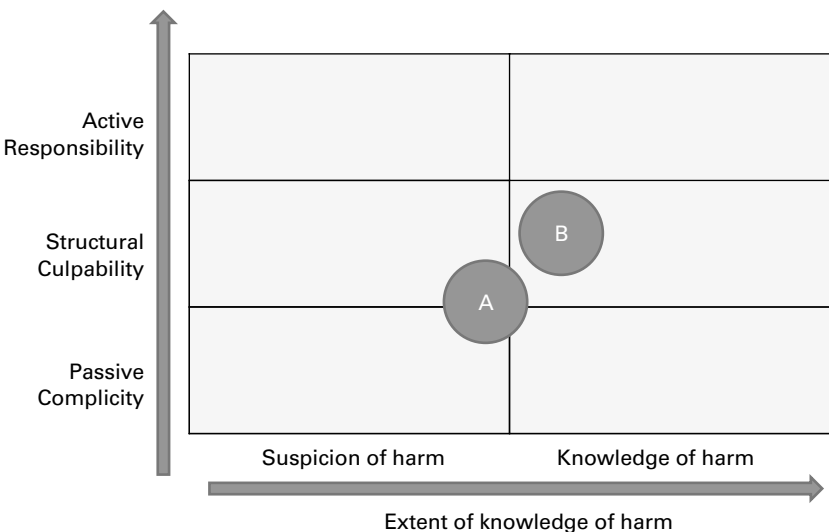 Active
Responsibility
Structural
Culpability
B
A
Passive
Complicity
Suspicion of harm
Knowledge of harm
Extent of knowledge of harm